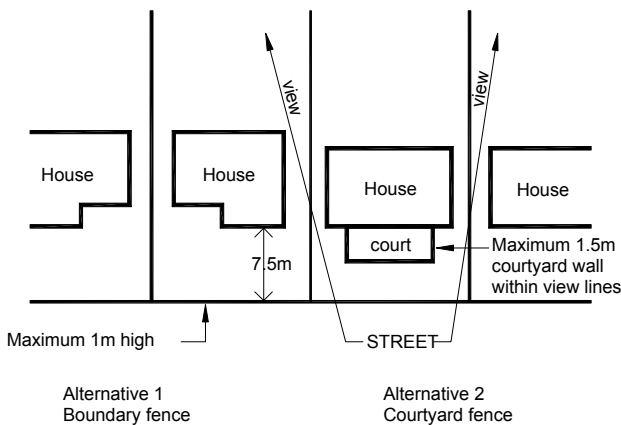 view
view
House
House
House
House
court
7.5m
Maximum 1.5m
courtyard wall
within view lines
Maximum 1m high
STREET
Alternative 1
Boundary fence
Alternative 2
Courtyard fence